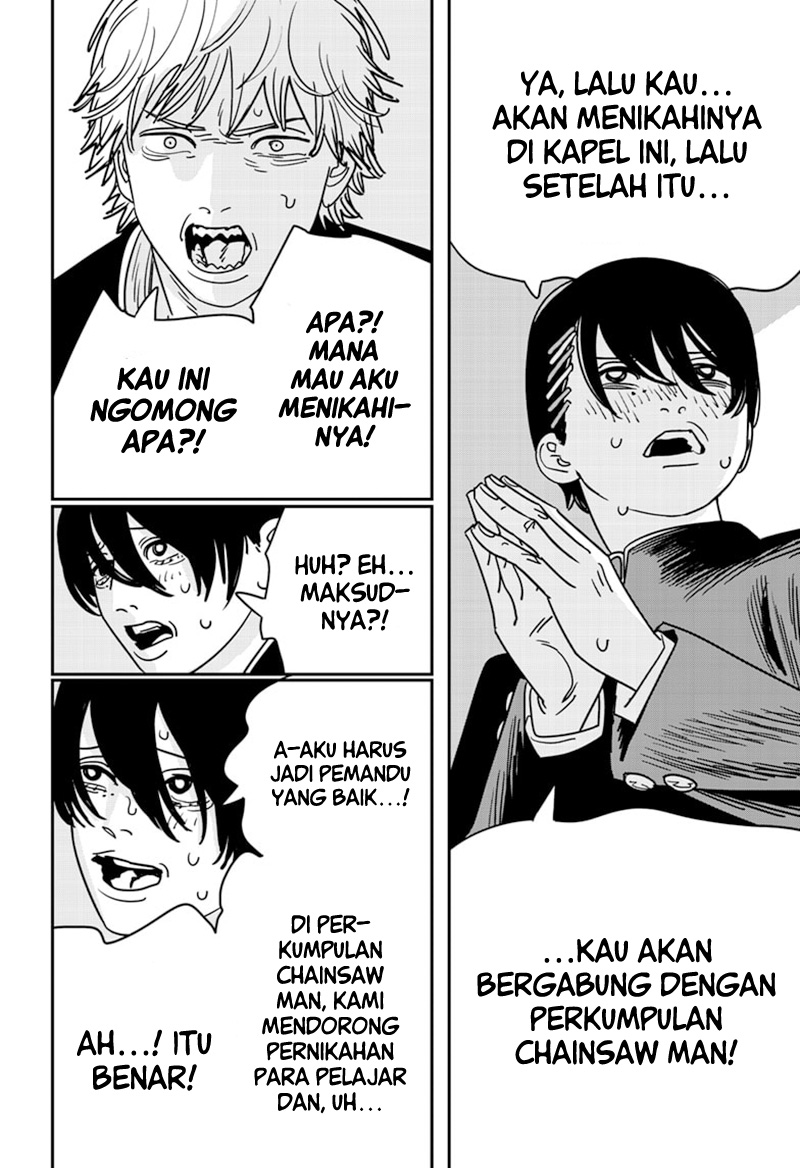 YA, LALU KAU...
AKAN MENIKAHINYA
DI KAPEL INI, LALU
SETELAH ITU...
...KAU AKAN
BERGABUNG DENGAN
PERKUMPULAN
CHAINSAW MAN!
APA?!
MANA
MAU AKU
MENIKAHI-
NYA!
KAU INI
NGOMONG
APA?!
HUH? EH...
MAKSUD-
NYA?!
A-AKU HARUS
JADI PEMANDU
YANG BAIK...!
DI PER-
KUMPULAN
CHAINSAW
MAN, KAMI
MENDORONG
PERNIKAHAN
PARA PELAJAR
DAN, UH...
AH...! ITU
BENAR!